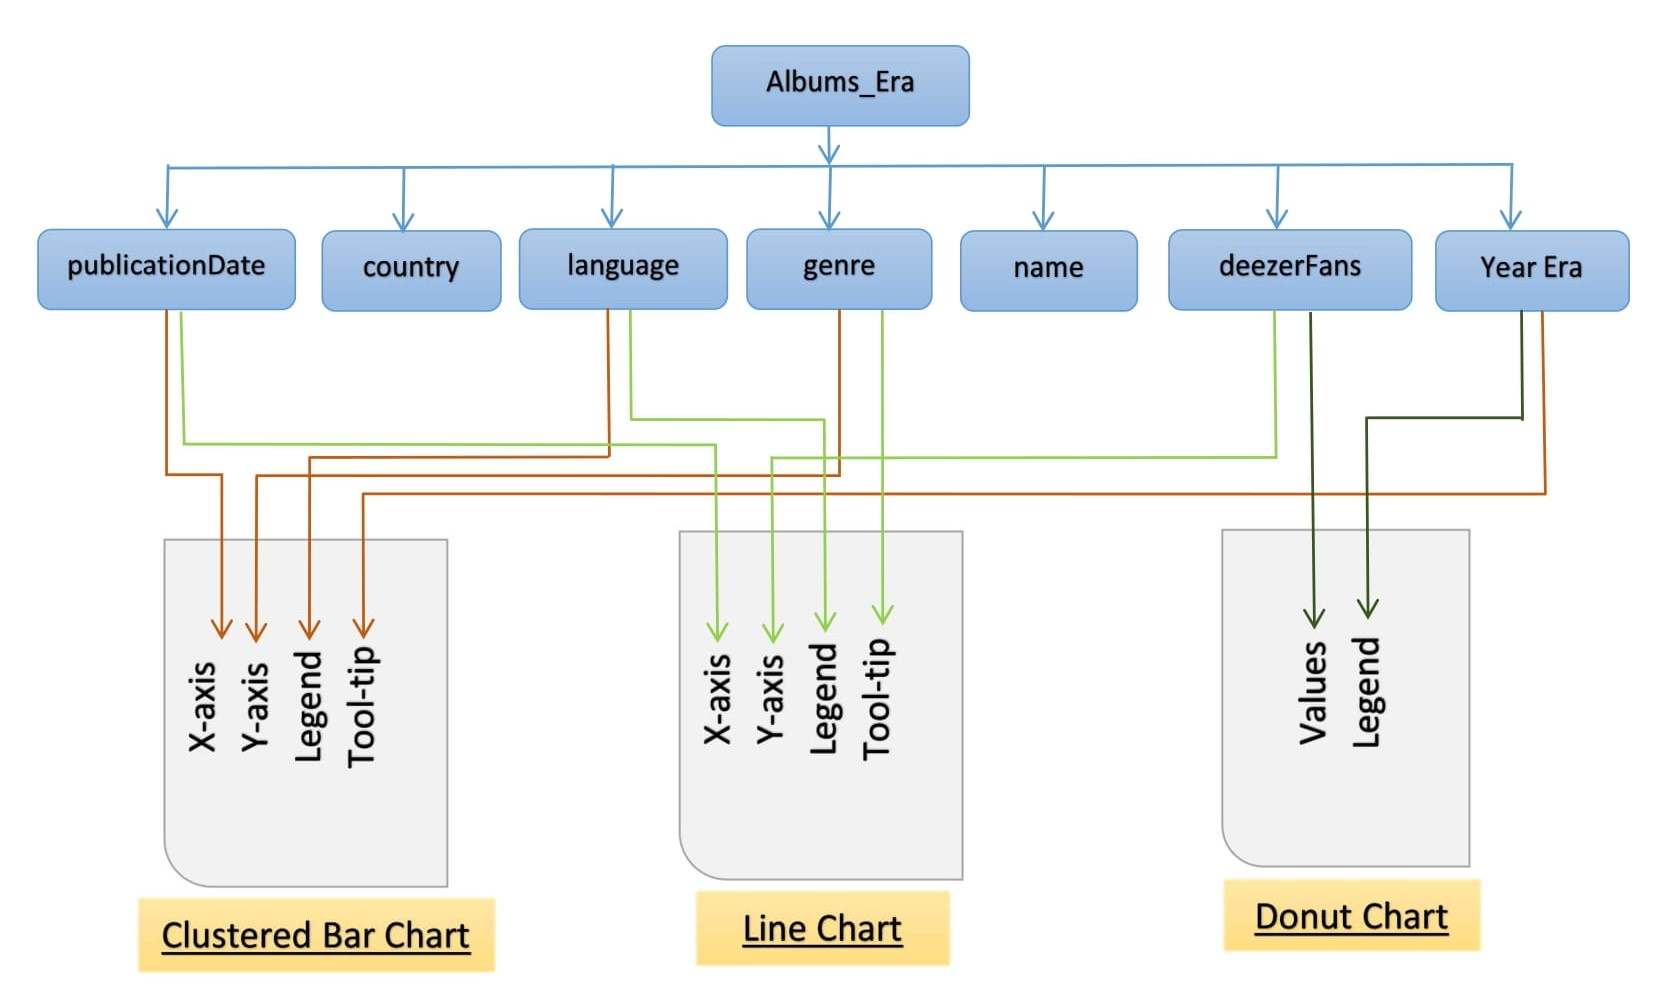 Albums_Era
publicationDate
country
language
genre
name
deezerFans
Year Era
X-axis
Y-axis
Legend
Tool-tip
X-axis
Y-axis
Legend
Tool-tip
Values
Legend
Clustered Bar Chart
Line Chart
Donut Chart